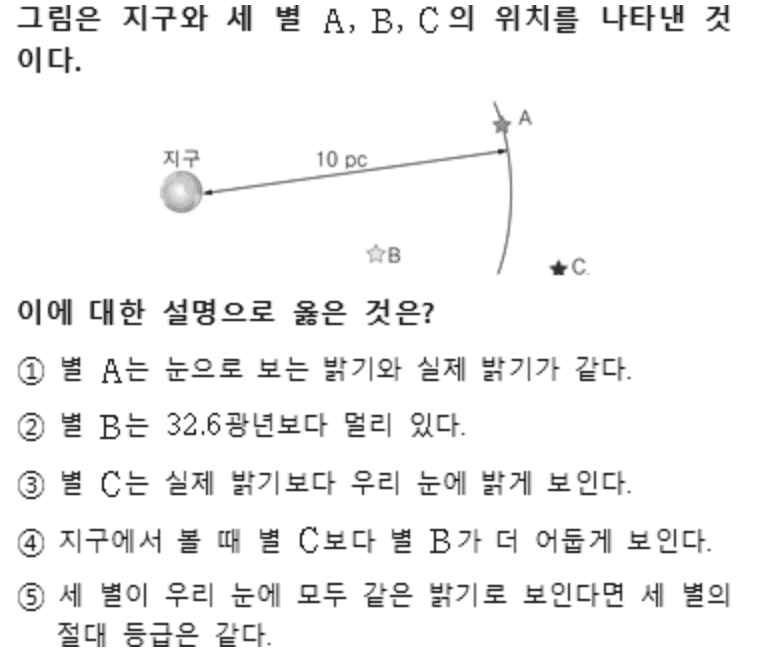 그림은 지구와 세 별 A, B, C의 위치를 나타낸 것
이다.
A
지구
10 pc
B
C.
이에 대한 설명으로 옳은 것은?
① 별 A는 눈으로 보는 밝기와 실제 밝기가 같다.
② 별 B는 32.6광년보다 멀리 있다.
③ 별 C는 실제 밝기보다 우리 눈에 밝게 보인다.
④ 지구에서 볼 때 별 C보다 별 B가 더 어둡게 보인다.
⑤ 세 별이 우리 눈에 모두 같은 밝기로 보인다면 세 별의
절대 등급은 같다.